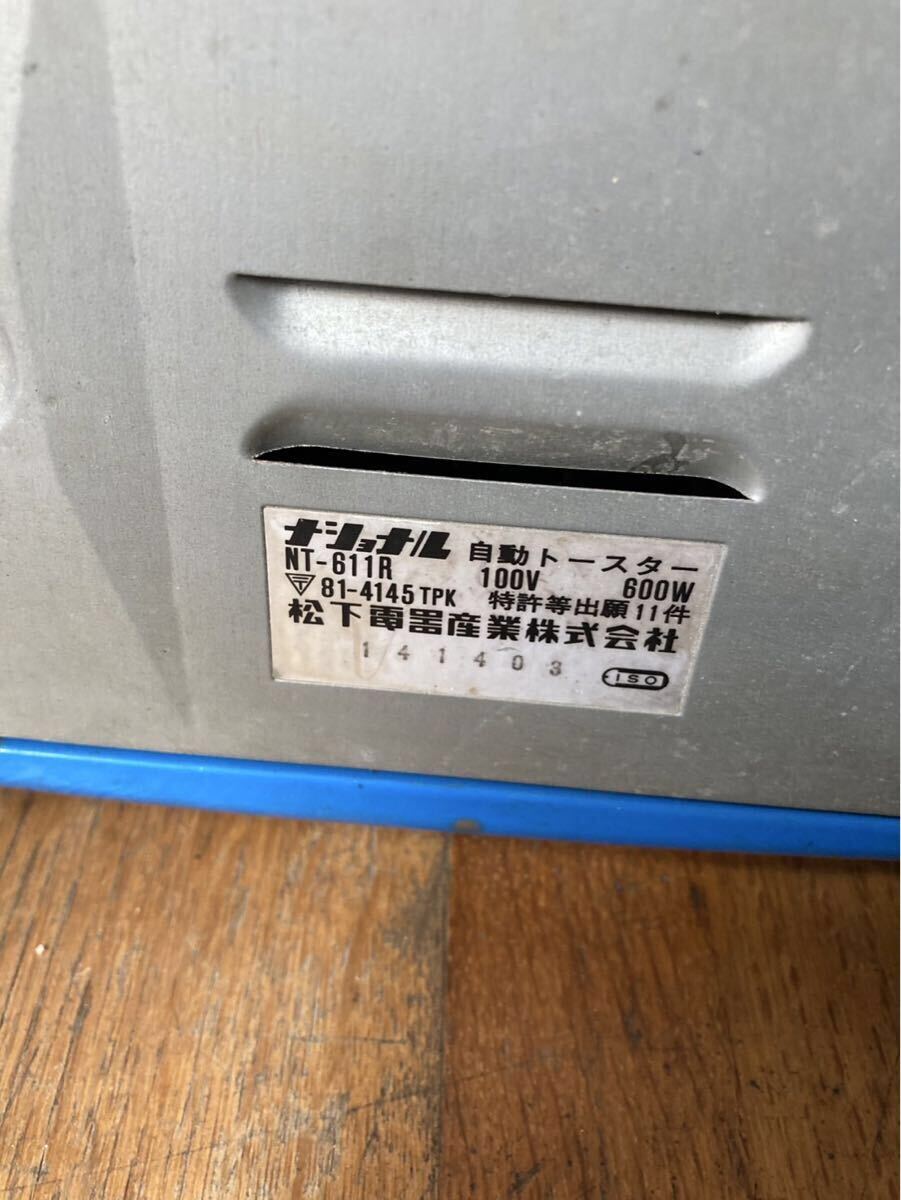 ナショナル 自動トースター
NT-611R 100V 600W
〒 81-4145 TPK 特許等出願11件
松下電器産業株式会社
141403
ISO